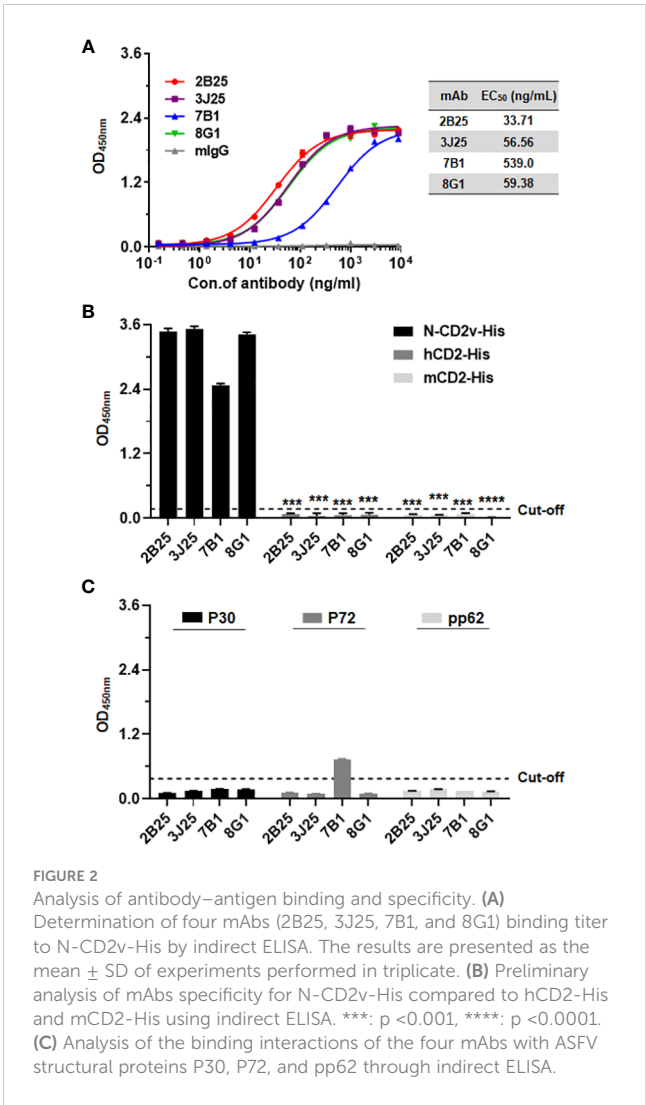 A
3.6
2.4
1.2
0.0
OD450nm
2B25
3J25
7B1
8G1
mIgG
10-1 100 101 102 103 104
Con.of antibody (ng/ml)
mAb EC50 (ng/mL)
2B25 33.71
3J25 56.56
7B1 539.0
8G1 59.38
B
3.6
2.4
1.2
0.0
OD450nm
N-CD2v-His
hCD2-His
mCD2-His
*** *** *** *** *** *** *** ****
Cut-off
2B25 3J25 7B1 8G1 2B25 3J25 7B1 8G1 2B25 3J25 7B1 8G1
C
3.6
2.4
1.2
0.0
OD450nm
P30 P72 pp62
Cut-off
2B25 3J25 7B1 8G1 2B25 3J25 7B1 8G1 2B25 3J25 7B1 8G1
FIGURE 2
Analysis of antibody–antigen binding and specificity. (A)
Determination of four mAbs (2B25, 3J25, 7B1, and 8G1) binding titer
to N-CD2v-His by indirect ELISA. The results are presented as the
mean ± SD of experiments performed in triplicate. (B) Preliminary
analysis of mAbs specificity for N-CD2v-His compared to hCD2-His
and mCD2-His using indirect ELISA. ***: p <0.001, ****: p <0.0001.
(C) Analysis of the binding interactions of the four mAbs with ASFV
structural proteins P30, P72, and pp62 through indirect ELISA.